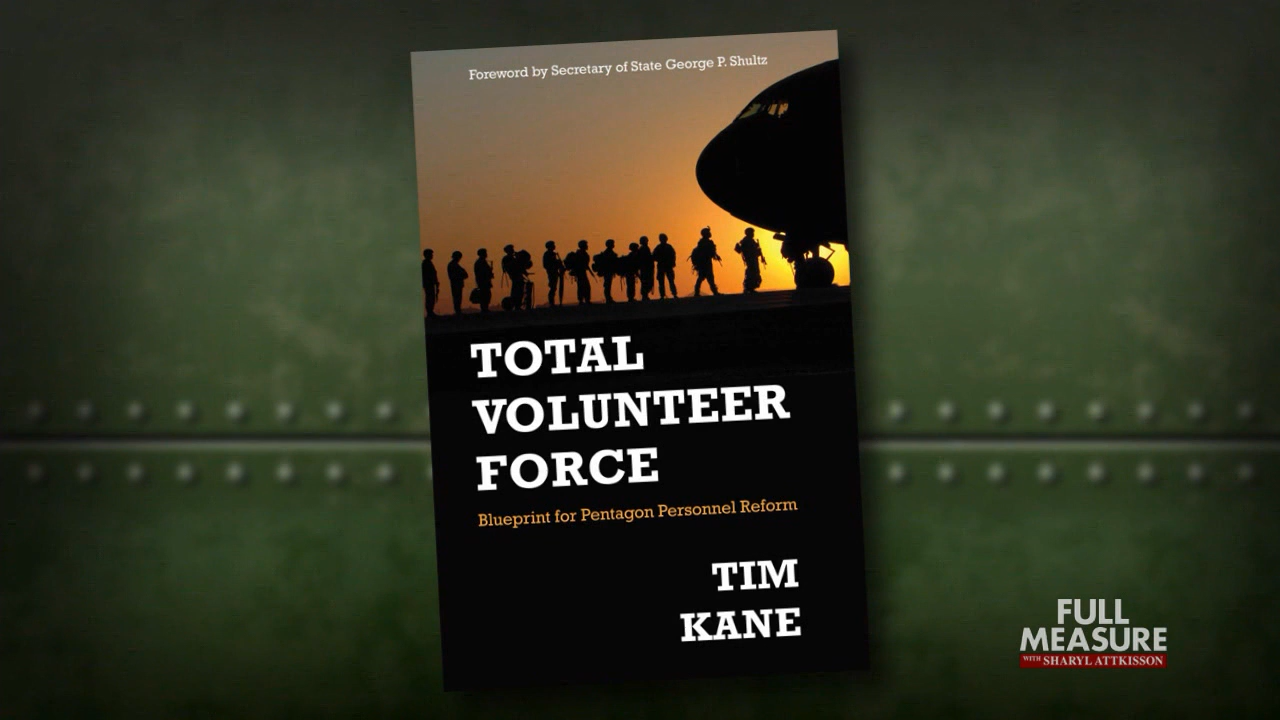 Foreword by Secretary of State George P. Shultz
TOTAL
VOLUNTEER
FORCE
Blueprint for Pentagon Personnel Reform
TIM
KANE
FULL
MEASURE
WITH SHARYL ATTKISSON